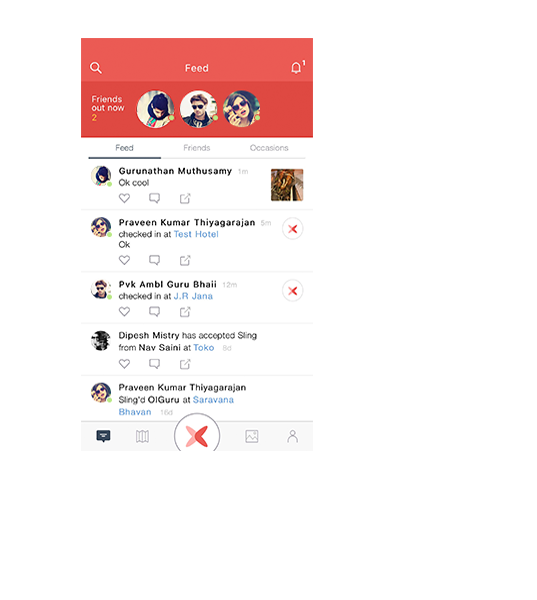 Feed
1
Friends
out now
2
Feed Friends Occasions
Gurunathan Muthusamy 1m
Ok cool
Praveen Kumar Thiyagarajan 5m
checked in at Test Hotel
Ok
Pvk Ambl Guru Bhaii 12m
checked in at J.R Jana
Dipesh Mistry has accepted Sling
from Nav Saini at Toko 8d
Praveen Kumar Thiyagarajan
Sling'd OlGuru at Saravana
Bhavan 16d